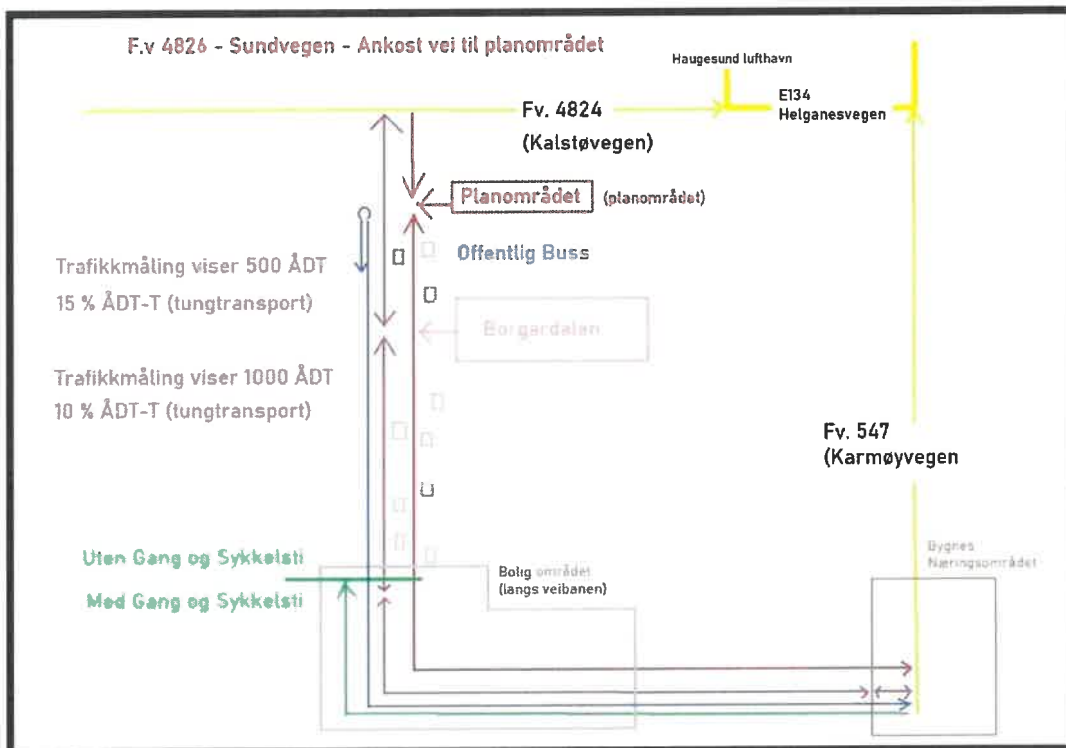 F.v 4826 - Sundvegen - Ankost vei til planområdet
Haugesund lufthavn
E134
Helganesvegen
Fv. 4824
(Kalstøvegen)
Planområdet (planområdet)
Offentlig Buss
Trafikkmåling viser 500 ÅDT
15 % ÅDT-T (tungtransport)
Borgardalen
Trafikkmåling viser 1000 ÅDT
10 % ÅDT-T (tungtransport)
Fv. 547
(Karmøyvegen
Uten Gang og Sykkelsti
Med Gang og Sykkelsti
Bolig området
(langs veibanen)
Bygnes
Næringsområdet